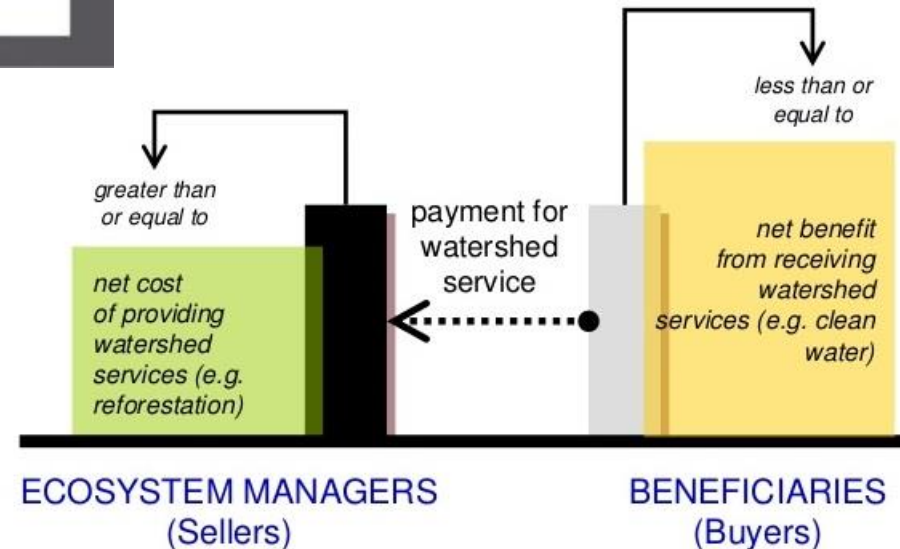 less than or
equal to
greater than
or equal to
payment for
watershed
service
net cost
of providing
watershed
services (e.g.
reforestation)
net benefit
from receiving
watershed
services (e.g. clean
water)
ECOSYSTEM MANAGERS
(Sellers)
BENEFICIARIES
(Buyers)